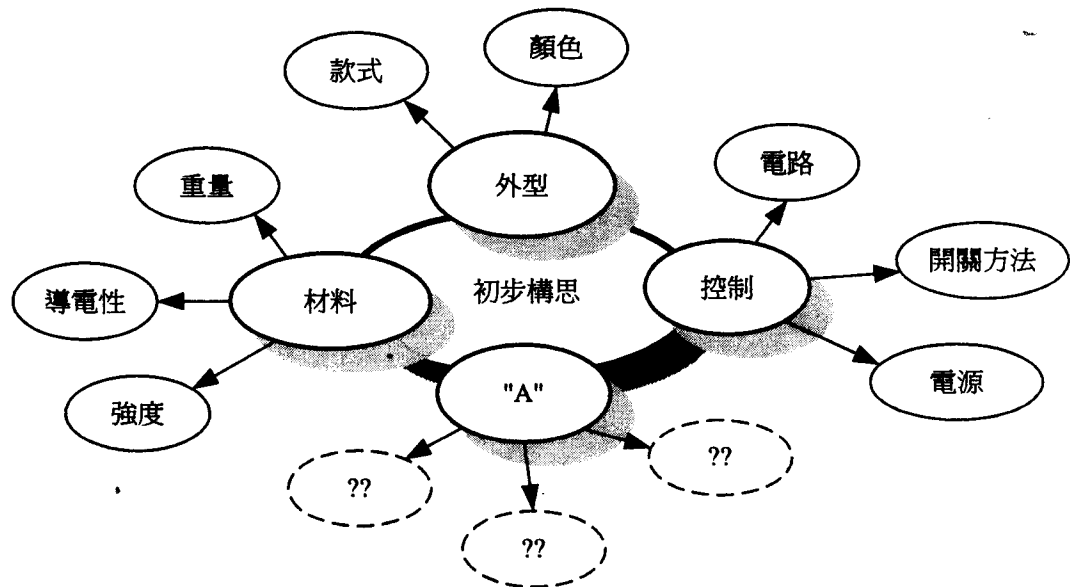 顏色
款式
電路
重量
外型
開關方法
導電性
材料
初步構思
控制
電源
強度
"A"
??
??
??